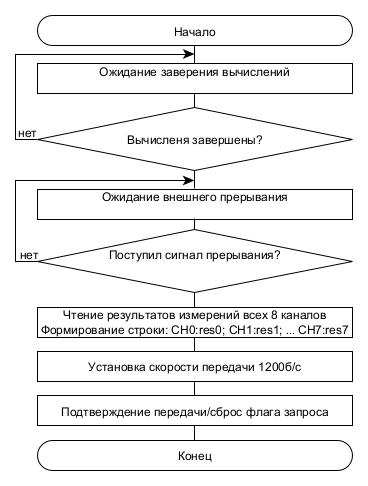 Начало
Ожидание заверения вычислений
нет
Вычисленя завершены?
Ожидание внешнего прерывания
нет
Поступил сигнал прерывания?
Чтение результатов измерений всех 8 каналов
Формирование строки: CH0:res0; CH1:res1; ... CH7:res7
Установка скорости передачи 1200б/с
Подтверждение передачи/сброс флага запроса
Конец